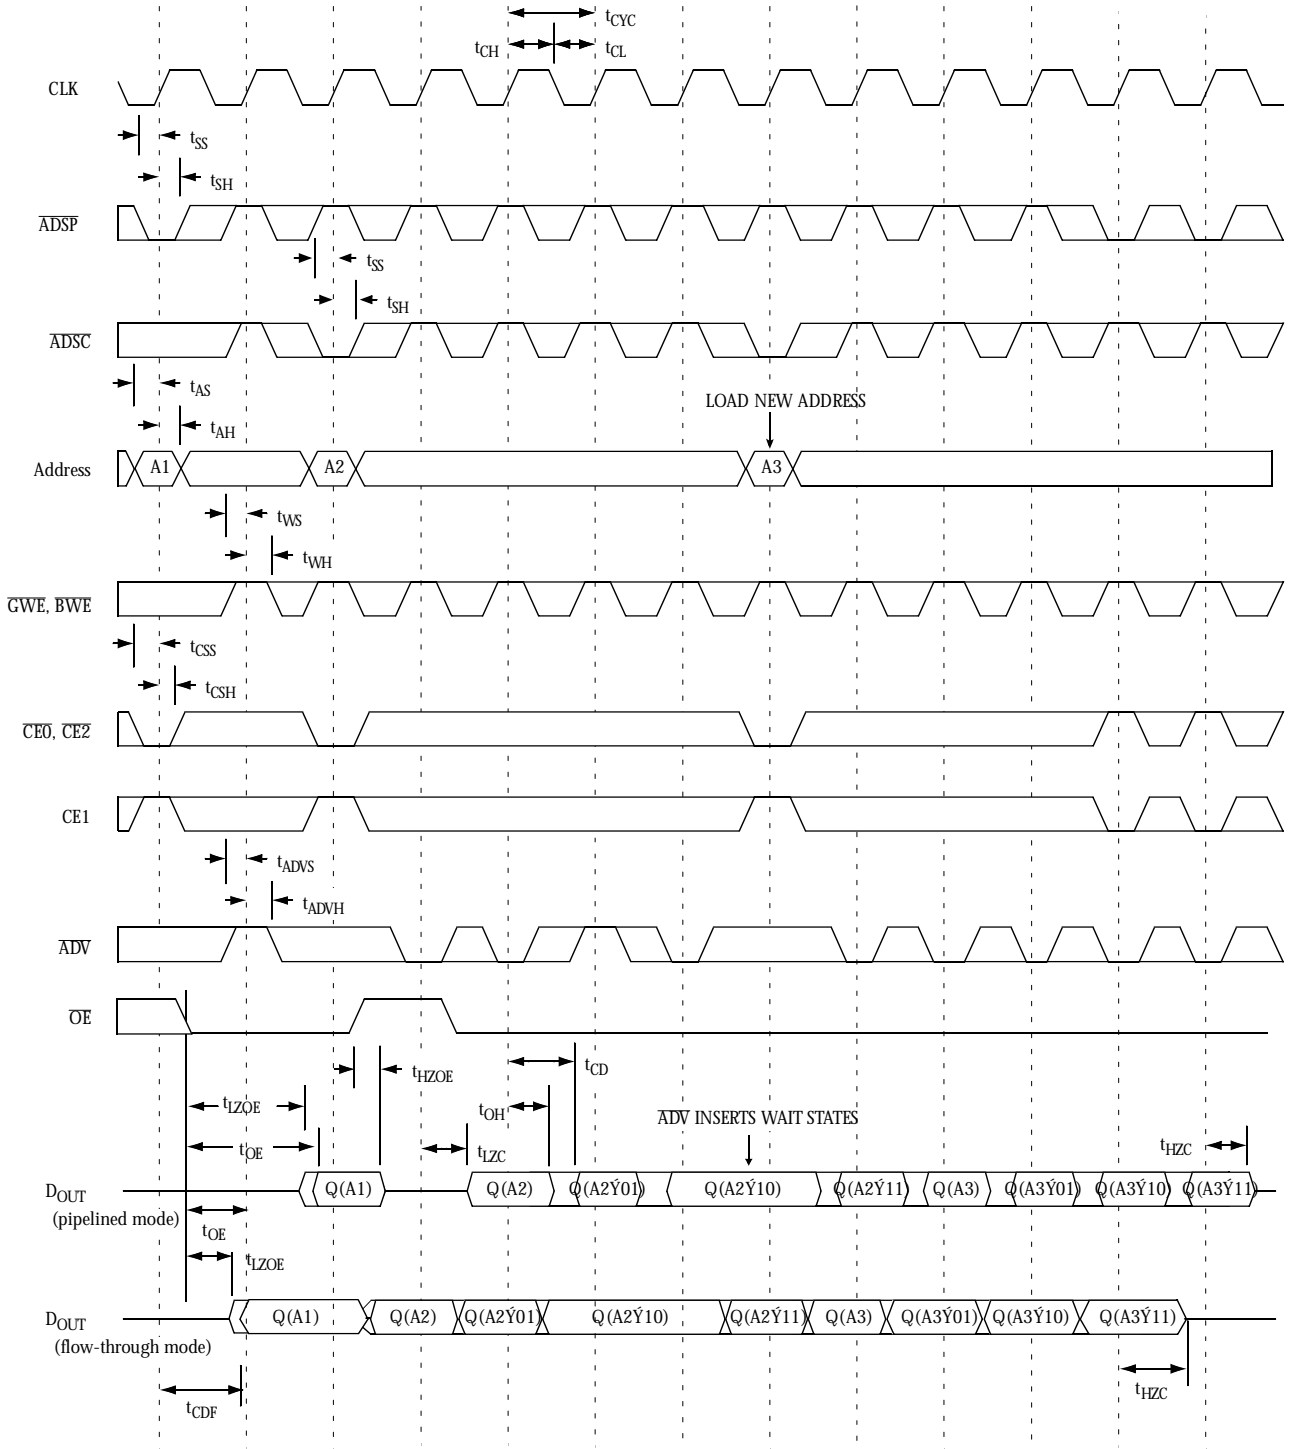 tCYC
tCH tCL
CLK
tSS
tSH
ADSP
tSS
tSH
ADSC
tAS
LOAD NEW ADDRESS
tAH
Address A1 A2 A3
tWS
tWH
GWE, BWE
tCSS
tCSH
CE0, CE2
CE1
tADVS
tADVH
ADV
OE
tHZOE tCD
tLZOE tOH ADV INSERTS WAIT STATES
tOE tLZC tHZC
DOUT Q(A1) Q(A2) Q(A2Ý01) Q(A2Ý10) Q(A2Ý11) Q(A3) Q(A3Ý01) Q(A3Ý10) Q(A3Ý11)
(pipelined mode)
tOE
tLZOE
DOUT Q(A1) Q(A2) Q(A2Ý01) Q(A2Ý10) Q(A2Ý11) Q(A3) Q(A3Ý01) Q(A3Ý10) Q(A3Ý11)
(flow-through mode)
tHZC
tCDF